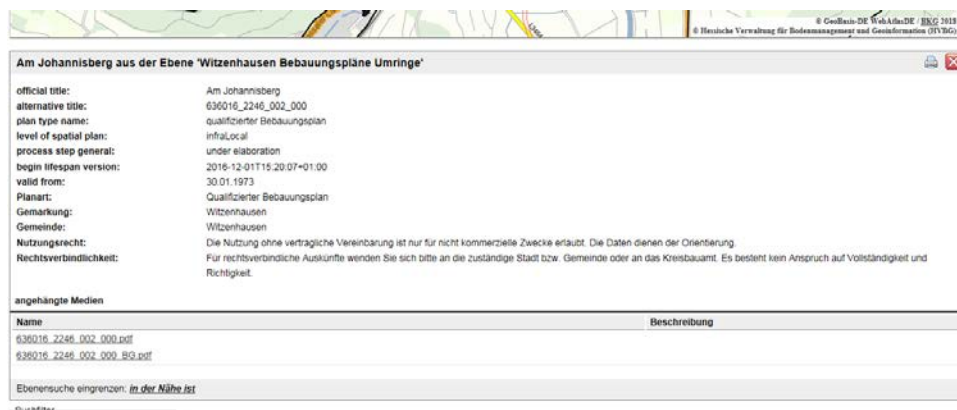 © GeoBasis-DE WebAtlasDE / BKG 2018
© Hessische Verwaltung für Bodenmanagement und Geoinformation (HVBG)
Am Johannisberg aus der Ebene 'Witzenhausen Bebauungspläne Umringe'
official title: Am Johannisberg
alternative title: 636016_2246_002_000
plan type name: qualifizierter Bebauungsplan
level of spatial plan: infraLocal
process step general: under elaboration
begin lifespan version: 2016-12-01T15:20:07+01:00
valid from: 30.01.1973
Planart: Qualifizierter Bebauungsplan
Gemarkung: Witzenhausen
Gemeinde: Witzenhausen
Nutzungsrecht: Die Nutzung ohne vertragliche Vereinbarung ist nur für nicht kommerzielle Zwecke erlaubt. Die Daten dienen der Orientierung.
Rechtsverbindlichkeit: Für rechtsverbindliche Auskünfte wenden Sie sich bitte an die zuständige Stadt bzw. Gemeinde oder an das Kreisbauamt. Es besteht kein Anspruch auf Vollständigkeit und
Richtigkeit.
angehängte Medien
Name Beschreibung
636016_2246_002_000.pdf
636016_2246_002_000_BG.pdf
Ebenensuche eingrenzen: in der Nähe ist